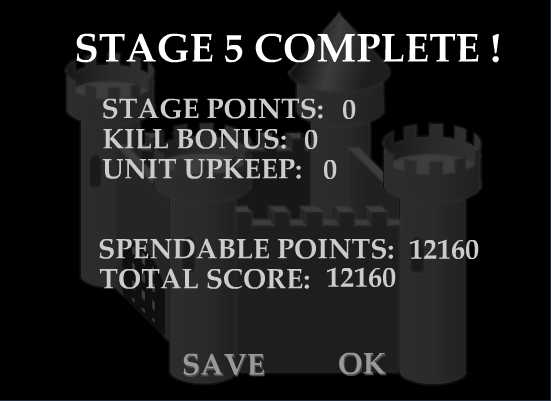 STAGE 5 COMPLETE !
STAGE POINTS: 0
KILL BONUS: 0
UNIT UPKEEP: 0
SPENDABLE POINTS: 12160
TOTAL SCORE: 12160
SAVE OK